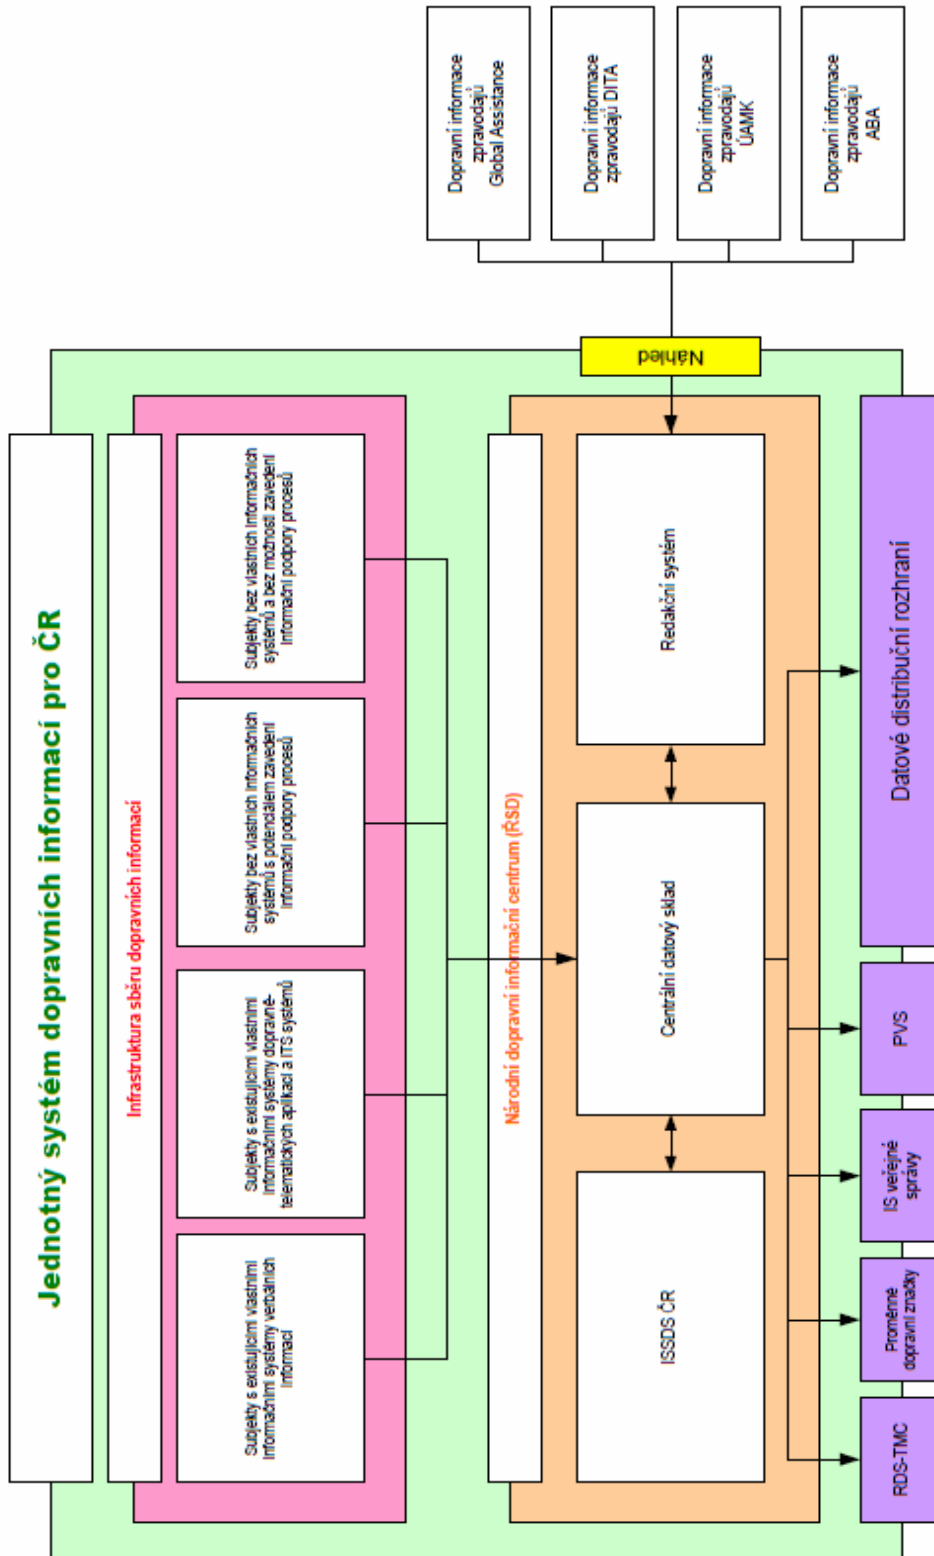 Jednotný systém dopravních informací pro ČR
Infrastruktura sběru dopravních informací
Subjekty s existujícími vlastními
informačními systémy verbálních
informací
Subjekty s existujícími vlastními
informačními systémy dopravně-
telematických aplikací a ITS systémů
Subjekty bez vlastních informačních
systémů s potenciálem zavedení
informační podpory procesů
Subjekty bez vlastních informačních
systémů a bez možnosti zavedení
informační podpory procesů
Národní dopravní informační centrum (ŘSD)
ISSDS ČR
Centrální datový sklad
Redakční systém
Náhled
Dopravní informace
zpravodajů
Global Assistance
Dopravní informace
zpravodajů DITA
Dopravní informace
zpravodajů
ÚAMK
Dopravní informace
zpravodajů
ABA
RDS-TMC
Proměnné
dopravní značky
IS veřejné
správy
PVS
Datové distribuční rozhraní